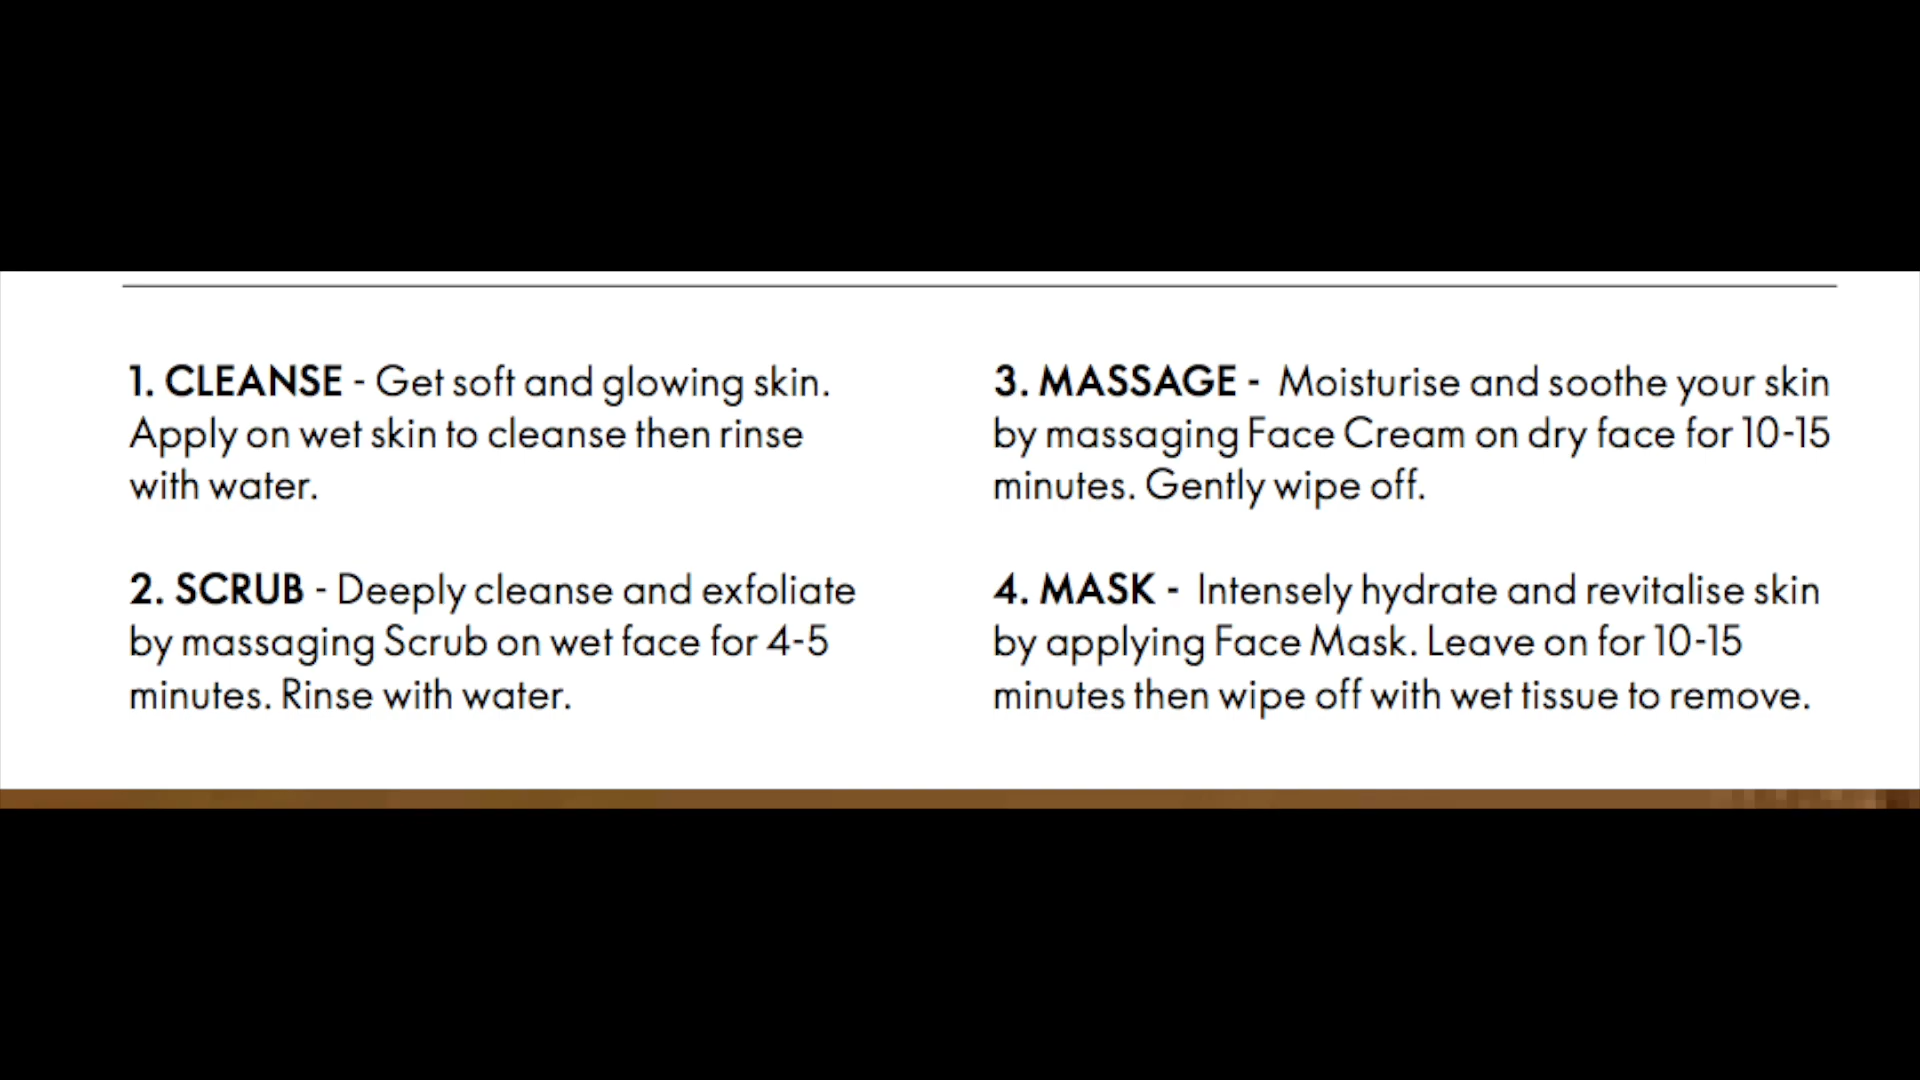 1. CLEANSE - Get soft and glowing skin.
Apply on wet skin to cleanse then rinse
with water.
2. SCRUB - Deeply cleanse and exfoliate
by massaging Scrub on wet face for 4-5
minutes. Rinse with water.
3. MASSAGE - Moisturise and soothe your skin
by massaging Face Cream on dry face for 10-15
minutes. Gently wipe off.
4. MASK - Intensely hydrate and revitalise skin
by applying Face Mask. Leave on for 10-15
minutes then wipe off with wet tissue to remove.